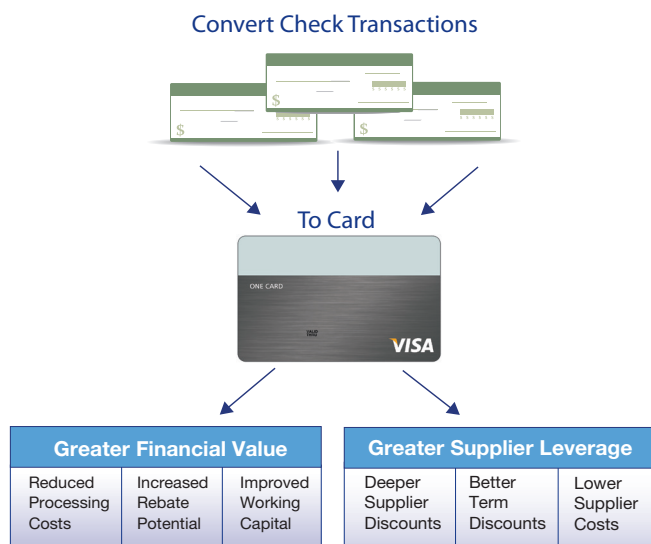 Convert Check Transactions
$
$
$
To Card
ONE CARD
VISA
Greater Financial Value
Reduced
Processing
Costs
Increased
Rebate
Potential
Improved
Working
Capital
Greater Supplier Leverage
Deeper
Supplier
Discounts
Better
Term
Discounts
Lower
Supplier
Costs